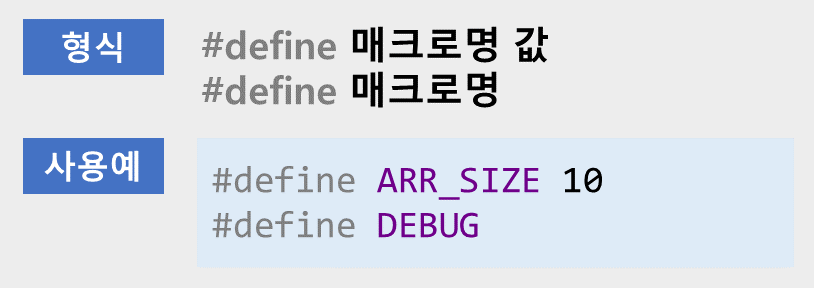 형식
#define 매크로명 값
#define 매크로명
사용예
#define ARR_SIZE 10
#define DEBUG